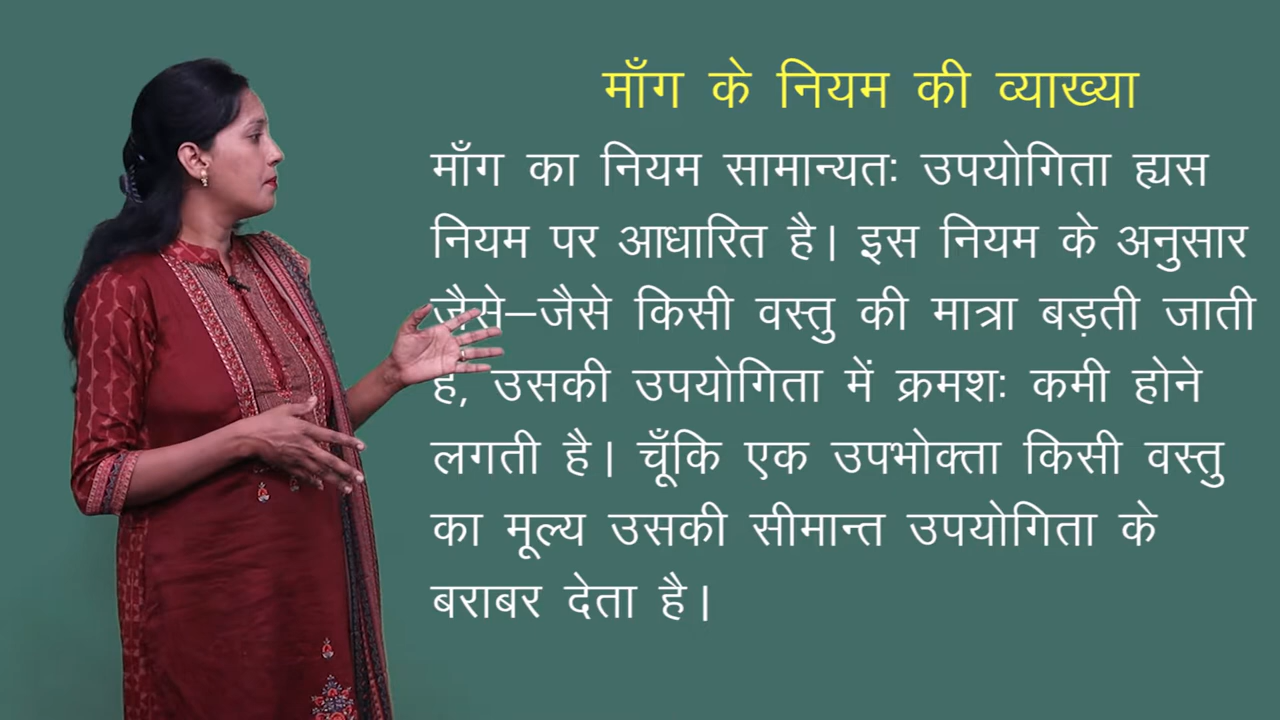 माँग के नियम की व्याख्या
माँग का नियम सामान्यतः उपयोगिता ह्यस
नियम पर आधारित है। इस नियम के अनुसार
जैसे–जैसे किसी वस्तु की मात्रा बड़ती जाती
है, उसकी उपयोगिता में क्रमशः कमी होने
लगती है। चूँकि एक उपभोक्ता किसी वस्तु
का मूल्य उसकी सीमान्त उपयोगिता के
बराबर देता है।